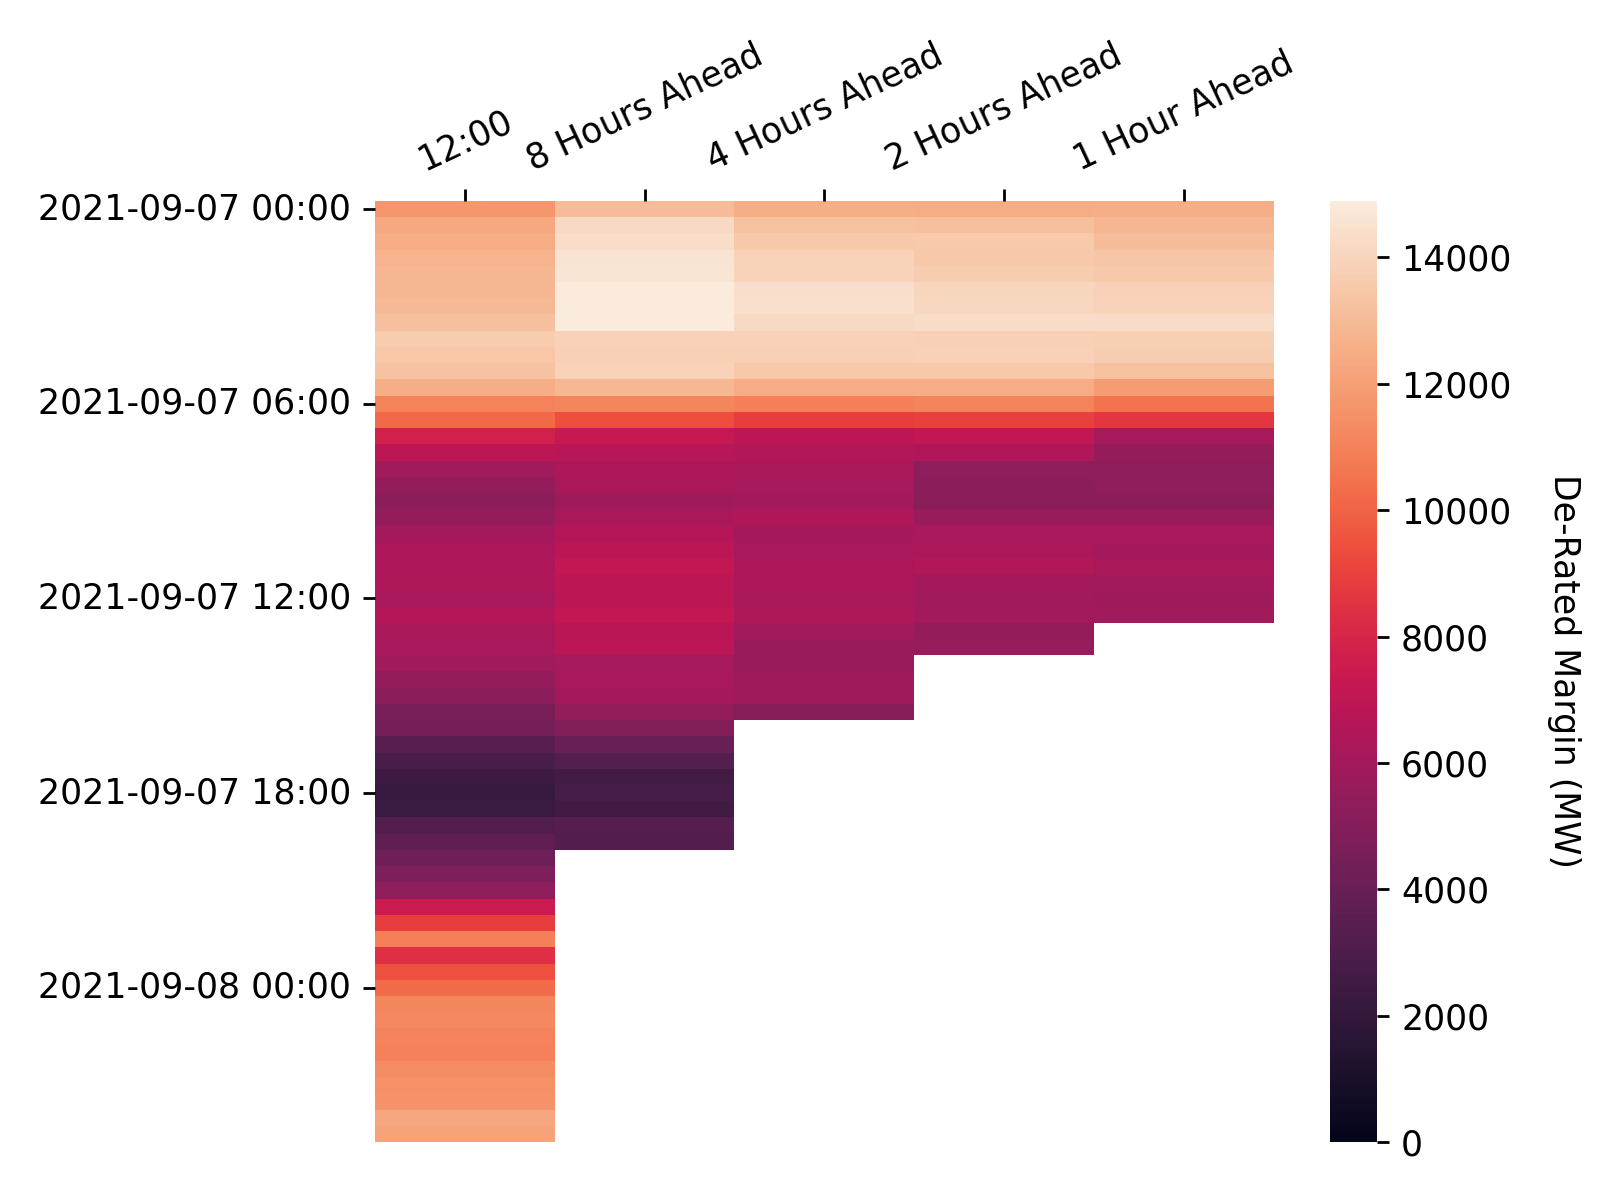 12:00
8 Hours Ahead
4 Hours Ahead
2 Hours Ahead
1 Hour Ahead
2021-09-07 00:00
2021-09-07 06:00
2021-09-07 12:00
2021-09-07 18:00
2021-09-08 00:00
14000
12000
10000
8000
6000
4000
2000
0
De-Rated Margin (MW)